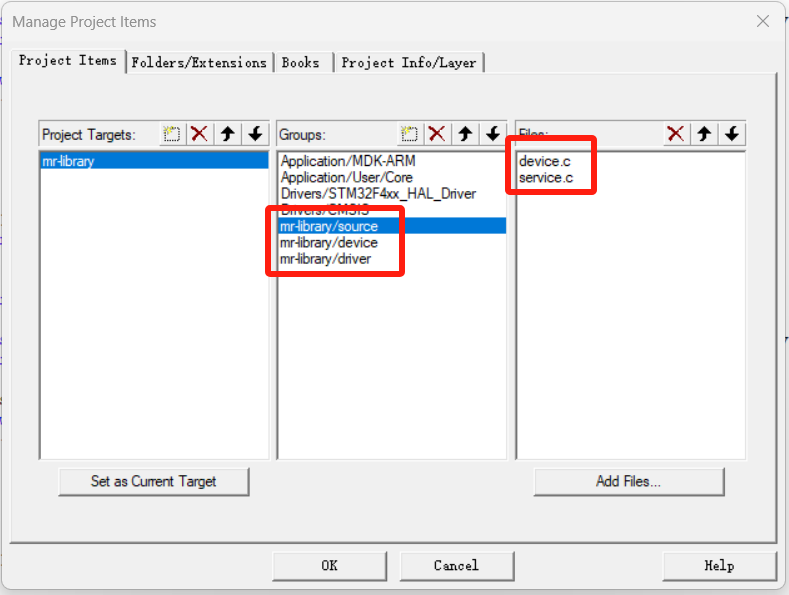 Manage Project Items
Project Items Folders/Extensions Books Project Info/Layer
Project Targets: Groups: Files:
mr-library
Application/MDK-ARM
Application/User/Core
Drivers/STM32F4xx_HAL_Driver
Drivers/CMSIS
mr-library/source
mr-library/device
mr-library/driver
device.c
service.c
Set as Current Target Add Files...
OK Cancel Help